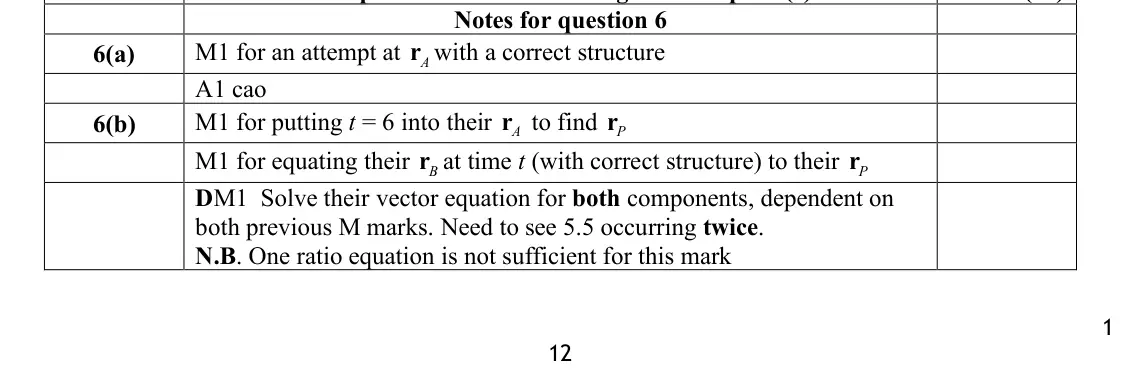 Notes for question 6
6(a) M1 for an attempt at r_A with a correct structure
A1 cao
6(b) M1 for putting t = 6 into their r_A to find r_P
M1 for equating their r_B at time t (with correct structure) to their r_P
DM1 Solve their vector equation for both components, dependent on
both previous M marks. Need to see 5.5 occurring twice.
N.B. One ratio equation is not sufficient for this mark
1
12